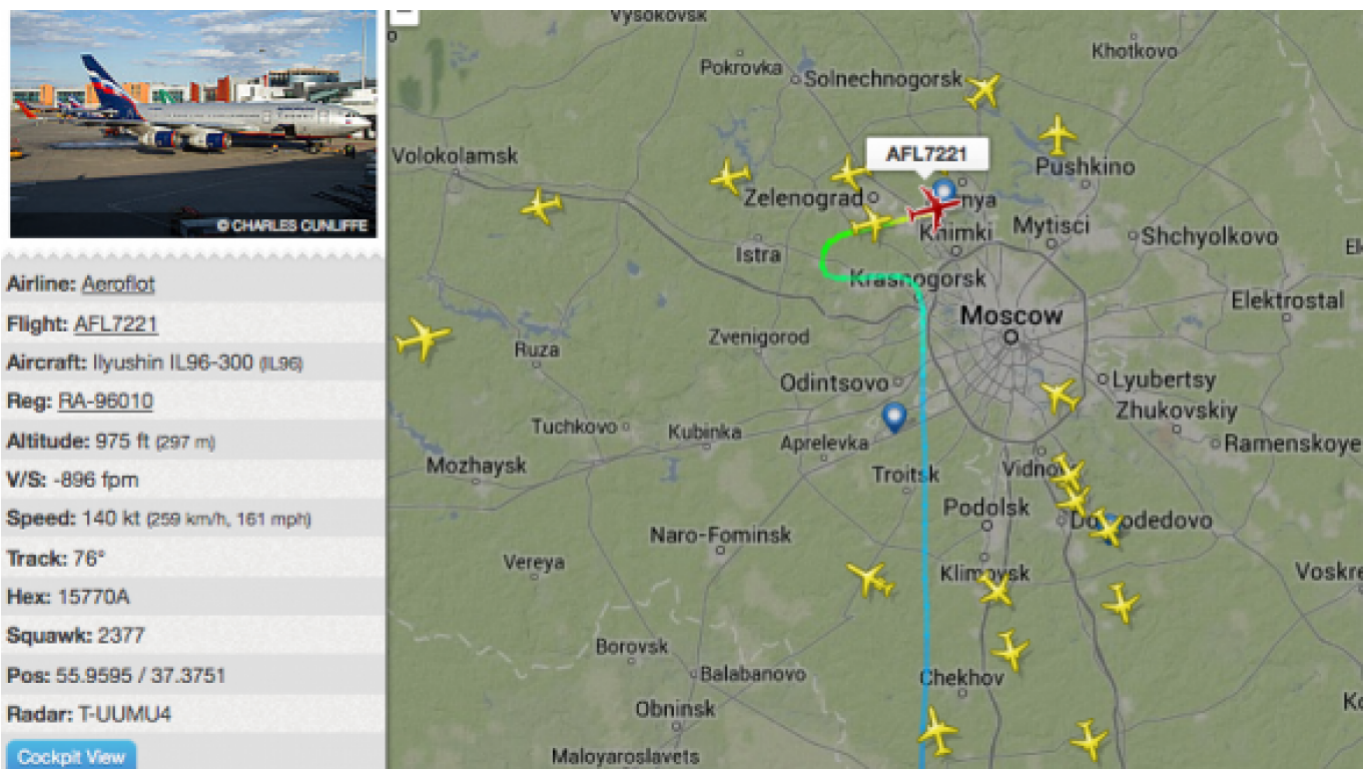 © CHARLES CUNLIFFE
Airline: Aeroflot
Flight: AFL7221
Aircraft: Ilyushin IL96-300 (IL96)
Reg: RA-96010
Altitude: 975 ft (297 m)
V/S: -896 fpm
Speed: 140 kt (259 km/h, 161 mph)
Track: 76°
Hex: 15770A
Squawk: 2377
Pos: 55.9595 / 37.3751
Radar: T-UUMU4
Cockpit View
Vysokovsk
Khotkovo
Pokrovka
Solnechnogorsk
Volokolamsk
AFL7221
Pushkino
Zelenograd
nya
Khimki
Mytisci
Shchyolkovo
Istra
Krasnogorsk
Elektrostal
Moscow
Zvenigorod
Ruza
Odintsovo
Lyubertsy
Zhukovskiy
Tuchkovo
Kubinka
Aprelevka
Ramenskoye
Mozhaysk
Troitsk
Vidno
Podolsk
Domodedovo
Naro-Fominsk
Vereya
Klimovsk
Voskre
Borovsk
Balabanovo
Chekhov
Obninsk
Maloyaroslavets